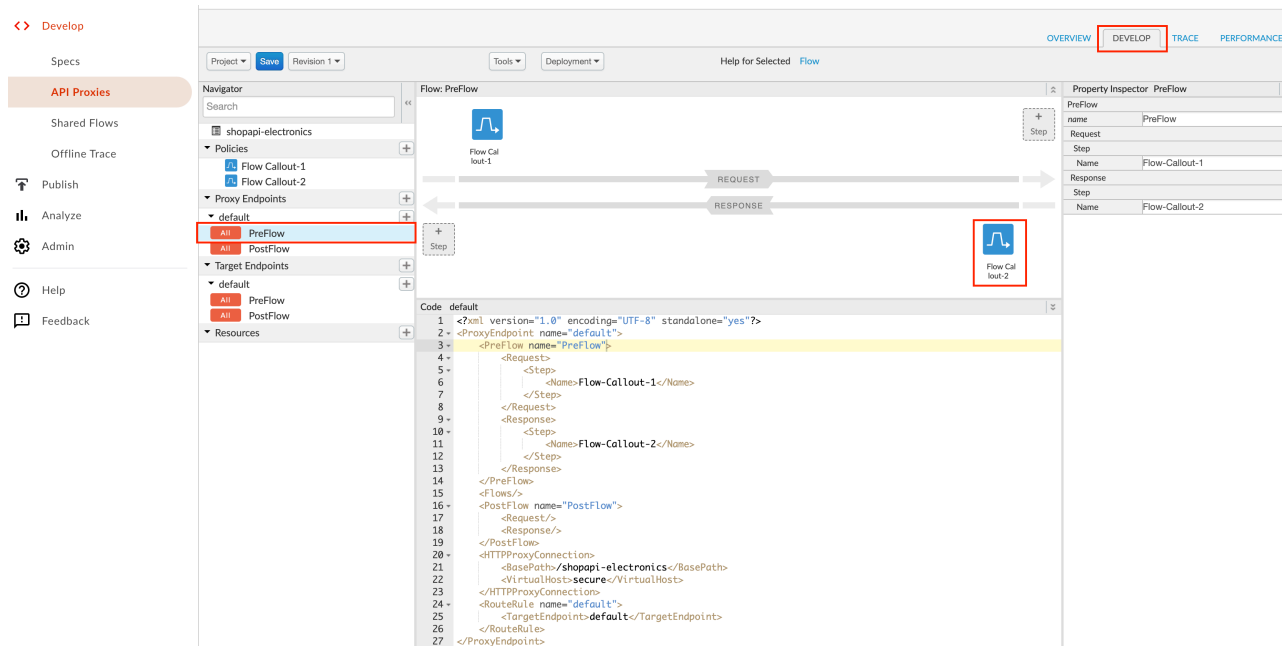 Develop
Specs
API Proxies
Shared Flows
Offline Trace
Publish
Analyze
Admin
Help
Feedback
OVERVIEW DEVELOP TRACE PERFORMANCE
Project Save Revision 1 Tools Deployment Help for Selected Flow
Navigator
Search
shopapi-electronics
Policies
Flow Callout-1
Flow Callout-2
Proxy Endpoints
default
All PreFlow
All PostFlow
Target Endpoints
default
All PreFlow
All PostFlow
Resources
Flow: PreFlow
Flow Cal
lout-1
+
Step
REQUEST
RESPONSE
+
Step
Flow Cal
lout-2
Code default
1 <?xml version="1.0" encoding="UTF-8" standalone="yes"?>
2 <ProxyEndpoint name="default">
3 <PreFlow name="PreFlow">
4 <Request>
5 <Step>
6 <Name>Flow-Callout-1</Name>
7 </Step>
8 </Request>
9 <Response>
10 <Step>
11 <Name>Flow-Callout-2</Name>
12 </Step>
13 </Response>
14 </PreFlow>
15 <Flows/>
16 <PostFlow name="PostFlow">
17 <Request/>
18 <Response/>
19 </PostFlow>
20 <HTTPProxyConnection>
21 <BasePath>/shopapi-electronics</BasePath>
22 <VirtualHost>secure</VirtualHost>
23 </HTTPProxyConnection>
24 <RouteRule name="default">
25 <TargetEndpoint>default</TargetEndpoint>
26 </RouteRule>
27 </ProxyEndpoint>
Property Inspector PreFlow
PreFlow
name PreFlow
Request
Step
Name Flow-Callout-1
Response
Step
Name Flow-Callout-2